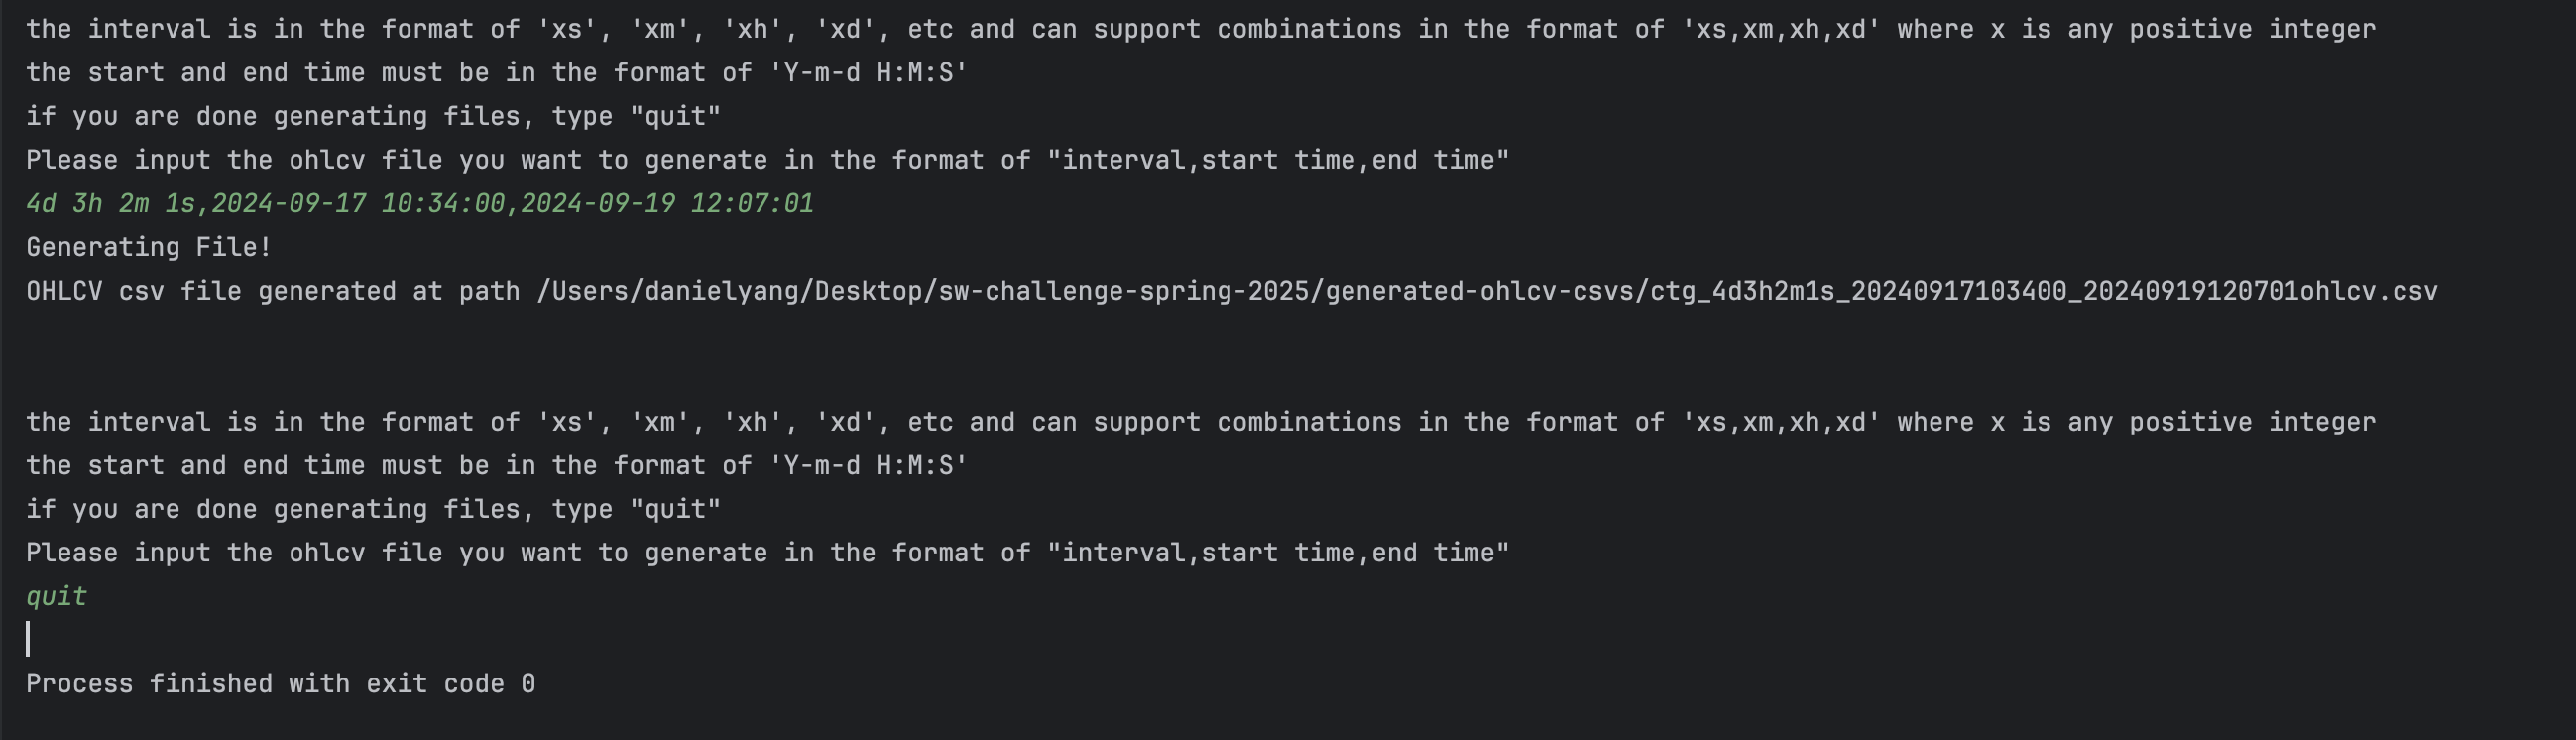 the interval is in the format of 'xs', 'xm', 'xh', 'xd', etc and can support combinations in the format of 'xs,xm,xh,xd' where x is any positive integer
the start and end time must be in the format of 'Y-m-d H:M:S'
if you are done generating files, type "quit"
Please input the ohlcv file you want to generate in the format of "interval,start time,end time"
4d 3h 2m 1s,2024-09-17 10:34:00,2024-09-19 12:07:01
Generating File!
OHLCV csv file generated at path /Users/danielyang/Desktop/sw-challenge-spring-2025/generated-ohlcv-csvs/ctg_4d3h2m1s_20240917103400_20240919120701ohlcv.csv
the interval is in the format of 'xs', 'xm', 'xh', 'xd', etc and can support combinations in the format of 'xs,xm,xh,xd' where x is any positive integer
the start and end time must be in the format of 'Y-m-d H:M:S'
if you are done generating files, type "quit"
Please input the ohlcv file you want to generate in the format of "interval,start time,end time"
quit
Process finished with exit code 0